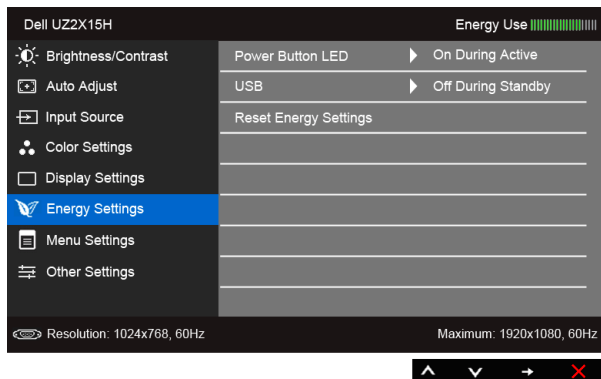 Dell UZ2X15H Energy Use
Brightness/Contrast Power Button LED On During Active
Auto Adjust USB Off During Standby
Input Source Reset Energy Settings
Color Settings
Display Settings
Energy Settings
Menu Settings
Other Settings
Resolution: 1024x768, 60Hz Maximum: 1920x1080, 60Hz